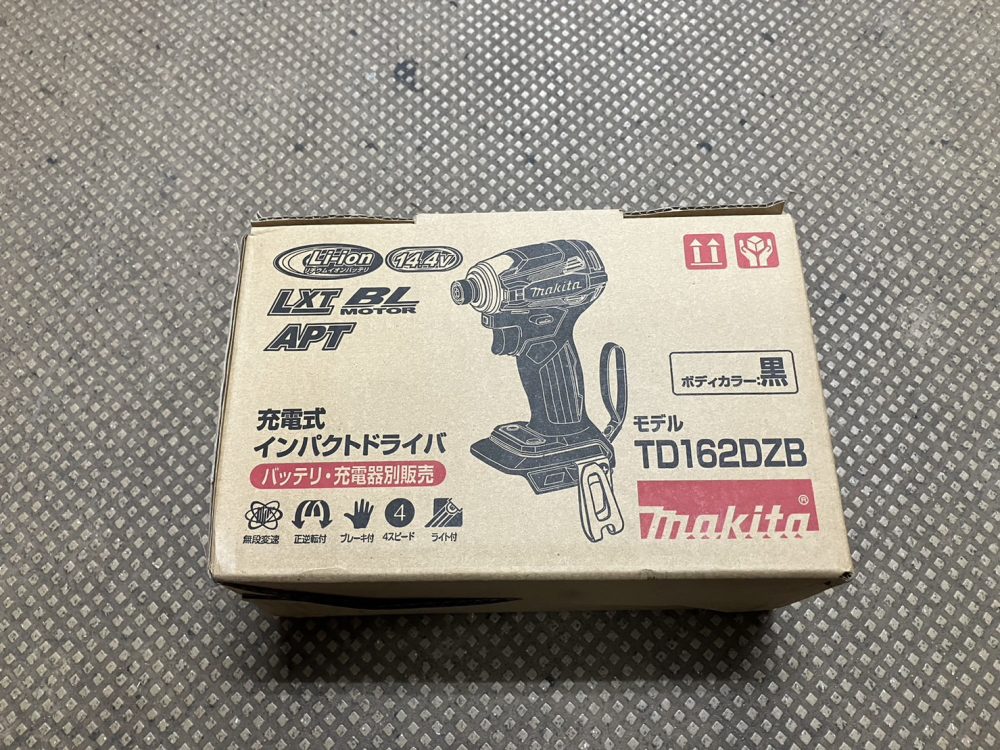 Li-ion
リチウムイオンバッテリ
14.4V
LXT BL
MOTOR
APT
makita
ボディカラー:黒
充電式
インパクトドライバ
バッテリ・充電器別販売
モデル
TD162DZB
makita®
無段変速
正逆転付
ブレーキ付
4
4スピード
ライト付